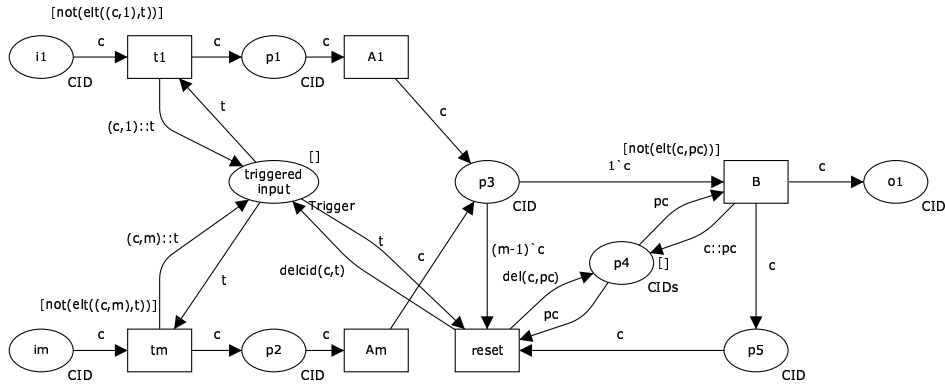 [not(elt((c,1),t))]
c
c
c
i1
t1
p1
A1
CID
CID
t
c
(c,1)::t
[]
triggered
input
Trigger
[not(elt(c,pc))]
1`c
c
p3
B
o1
CID
CID
pc
(c,m)::t
t
(m-1)`c
c::pc
delcid(c,t)
c
del(c,pc)
p4
[]
c
t
CIDs
[not(elt((c,m),t))]
pc
c
c
c
c
im
tm
p2
Am
reset
p5
CID
CID
CID